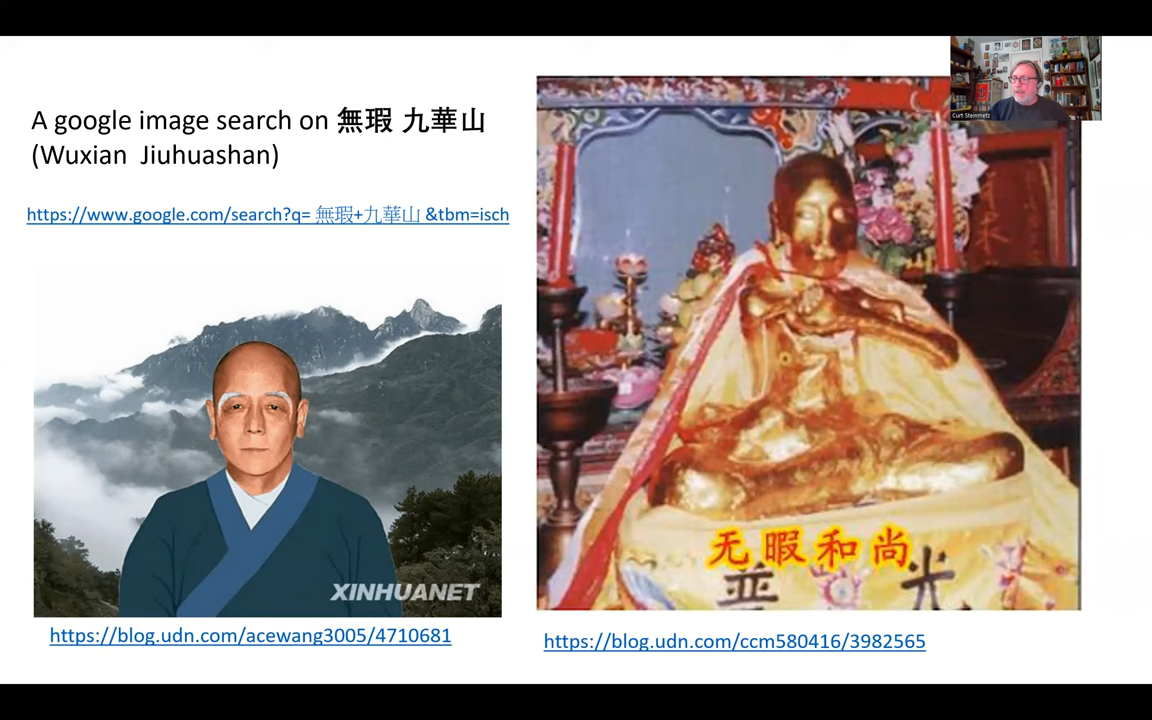 A google image search on 無瑕 九華山
(Wuxian Jiuhuashan)
https://www.google.com/search?q= 無瑕+九華山 &tbm=isch
XINHUANET
https://blog.udn.com/acewang3005/4710681
Curt Steinmetz
无暇和尚
https://blog.udn.com/ccm580416/3982565